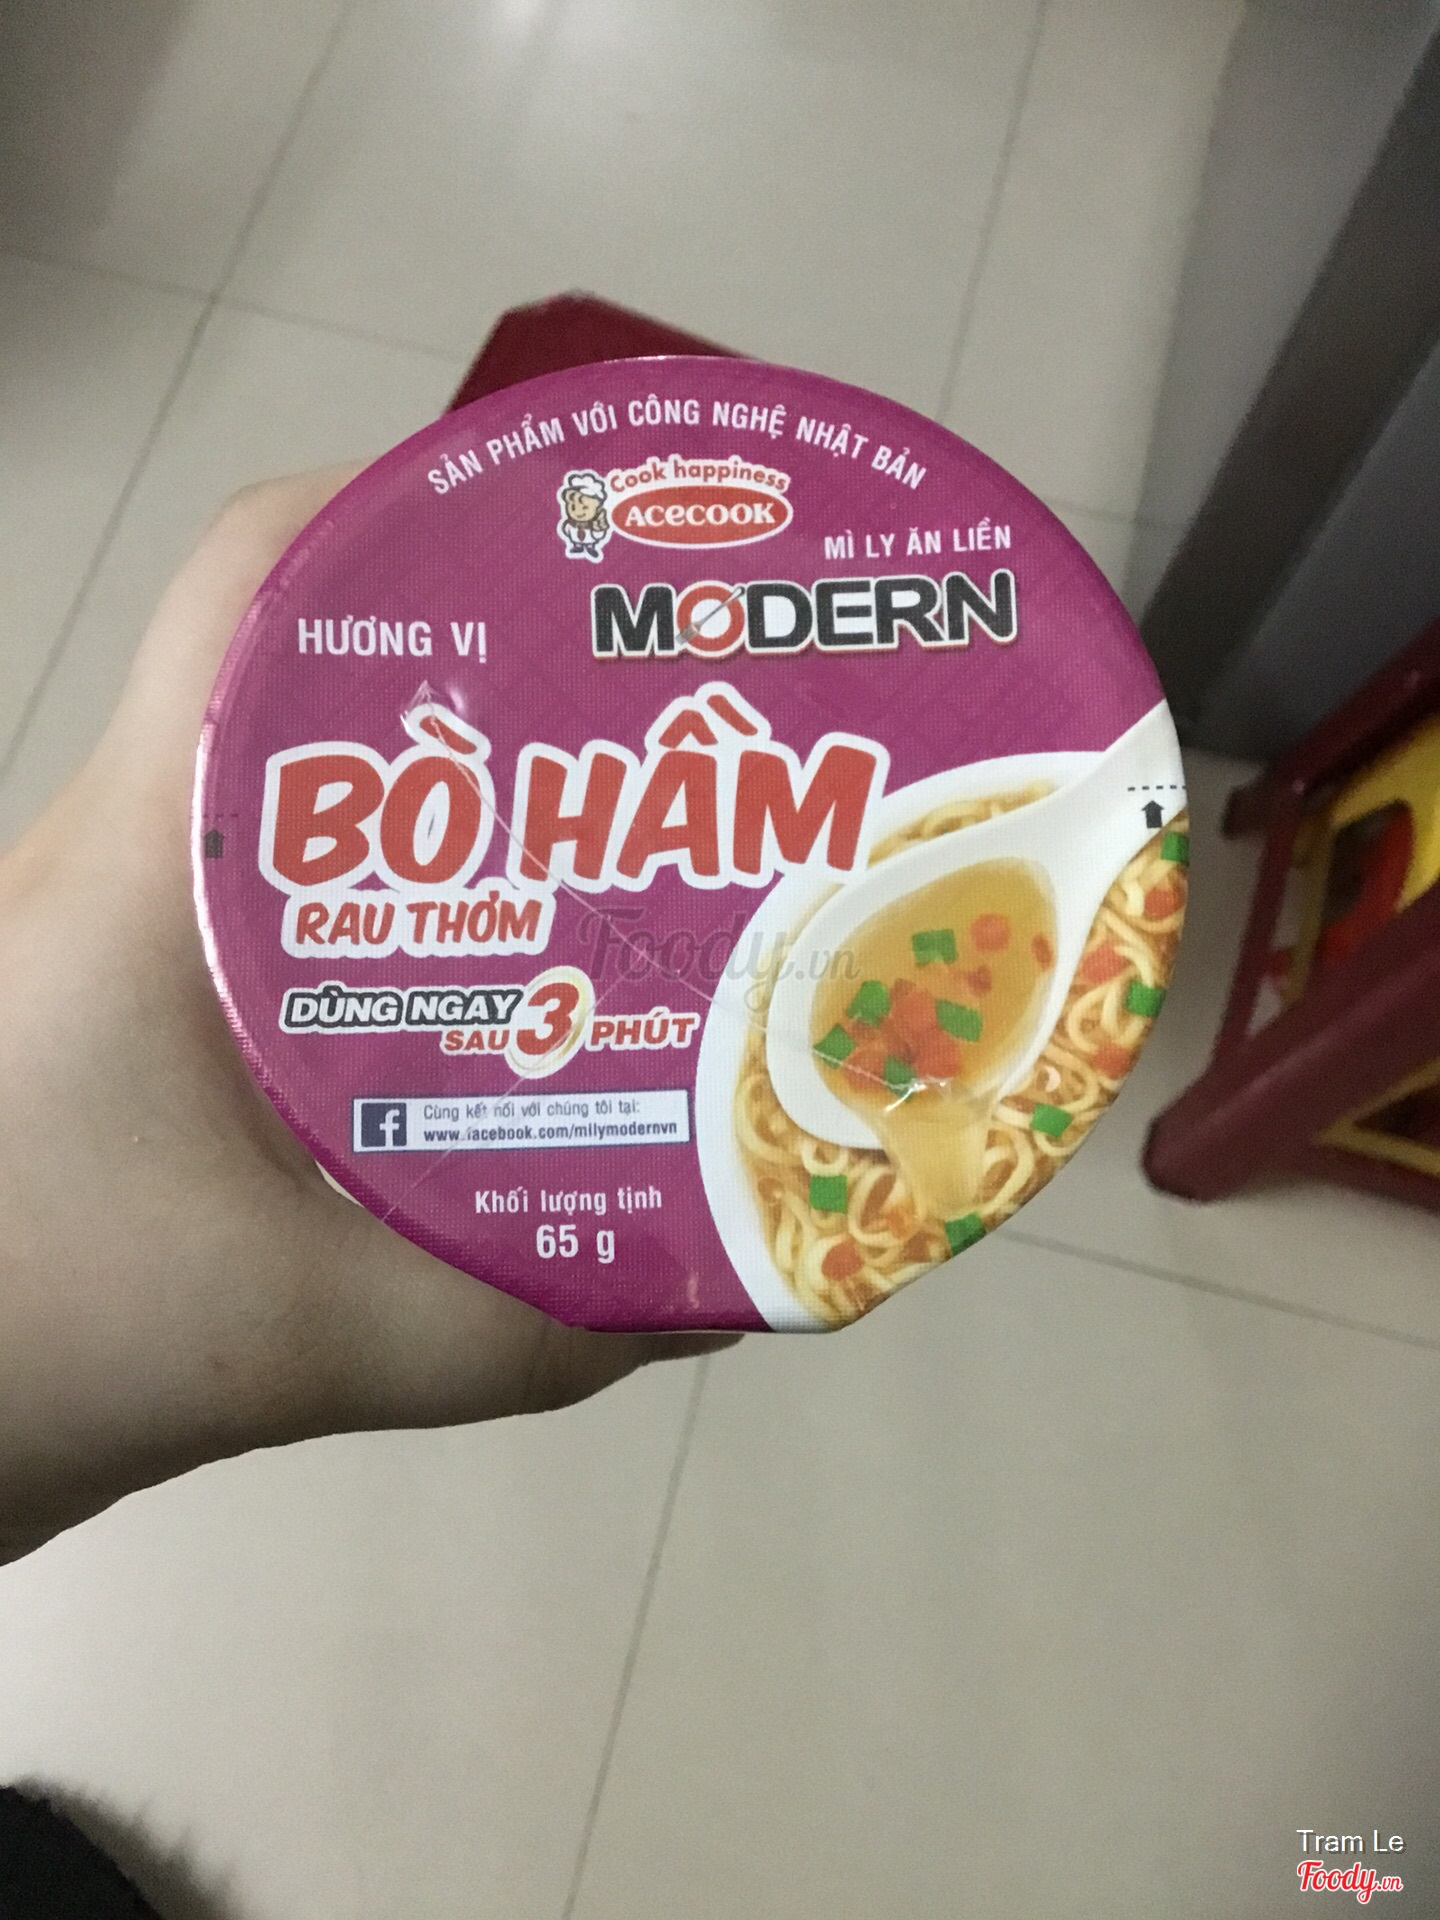 SẢN PHẨM VỚI CÔNG NGHỆ NHẬT BẢN
Cook happiness
ACECOOK
MÌ LY ĂN LIỀN
MODERN
HƯƠNG VỊ
BÒ HẦM
RAU THƠM
DÙNG NGAY
SAU 3 PHÚT
f
Cùng kết nối với chúng tôi tại:
www.facebook.com/milymodernvn
Khối lượng tịnh
65 g
Foody.vn
Tram Le
Foody.vn